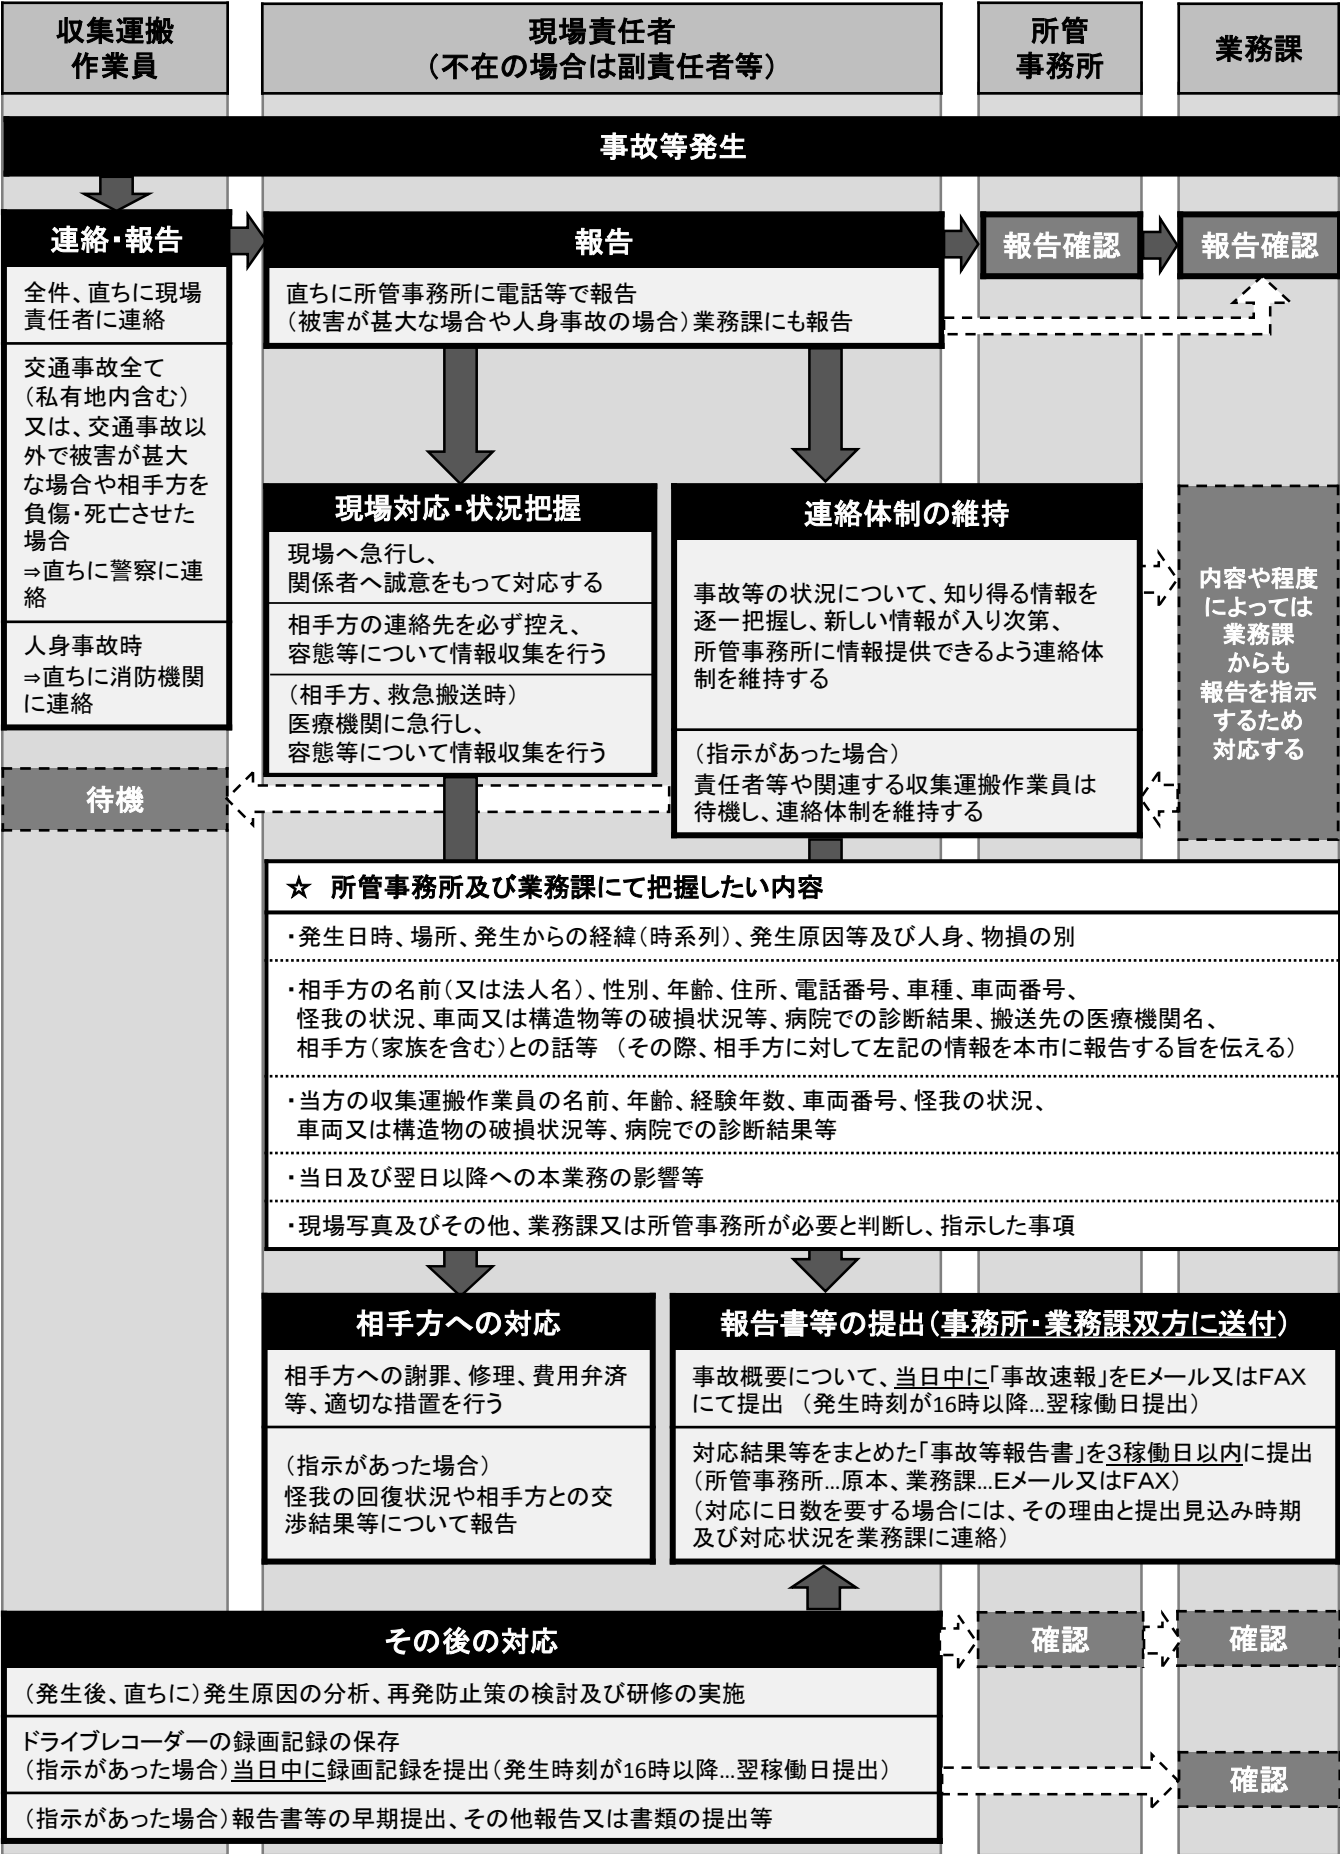 収集運搬
作業員
現場責任者
（不在の場合は副責任者等）
所管
事務所
業務課
事故等発生
連絡・報告
全件、直ちに現場
責任者に連絡
交通事故全て
（私有地内含む）
又は、交通事故以
外で被害が甚大
な場合や相手方を
負傷・死亡させた
場合
⇒直ちに警察に連
絡
人身事故時
⇒直ちに消防機関
に連絡
報告
直ちに所管事務所に電話等で報告
（被害が甚大な場合や人身事故の場合）業務課にも報告
報告確認
報告確認
現場対応・状況把握
現場へ急行し、
関係者へ誠意をもって対応する
相手方の連絡先を必ず控え、
容態等について情報収集を行う
（相手方、救急搬送時）
医療機関に急行し、
容態等について情報収集を行う
連絡体制の維持
事故等の状況について、知り得る情報を
逐一把握し、新しい情報が入り次第、
所管事務所に情報提供できるよう連絡体
制を維持する
（指示があった場合）
責任者等や関連する収集運搬作業員は
待機し、連絡体制を維持する
内容や程度
によっては
業務課
からも
報告を指示
するため
対応する
待機
☆　所管事務所及び業務課にて把握したい内容
・発生日時、場所、発生からの経緯（時系列）、発生原因等及び人身、物損の別
・相手方の名前（又は法人名）、性別、年齢、住所、電話番号、車種、車両番号、
怪我の状況、車両又は構造物等の破損状況等、病院での診断結果、搬送先の医療機関名、
相手方（家族を含む）との話等　（その際、相手方に対して左記の情報を本市に報告する旨を伝える）
・当方の収集運搬作業員の名前、年齢、経験年数、車両番号、怪我の状況、
車両又は構造物の破損状況等、病院での診断結果等
・当日及び翌日以降への本業務の影響等
・現場写真及びその他、業務課又は所管事務所が必要と判断し、指示した事項
相手方への対応
相手方への謝罪、修理、費用弁済
等、適切な措置を行う
（指示があった場合）
怪我の回復状況や相手方との交
渉結果等について報告
報告書等の提出（事務所・業務課双方に送付）
事故概要について、当日中に「事故速報」をEメール又はFAX
にて提出　（発生時刻が16時以降…翌稼働日提出）
対応結果等をまとめた「事故等報告書」を３稼働日以内に提出
（所管事務所…原本、業務課…Eメール又はFAX）
（対応に日数を要する場合には、その理由と提出見込み時期
及び対応状況を業務課に連絡）
その後の対応
確認
確認
（発生後、直ちに）発生原因の分析、再発防止策の検討及び研修の実施
ドライブレコーダーの録画記録の保存
（指示があった場合）当日中に録画記録を提出（発生時刻が16時以降…翌稼働日提出）
確認
（指示があった場合）報告書等の早期提出、その他報告又は書類の提出等